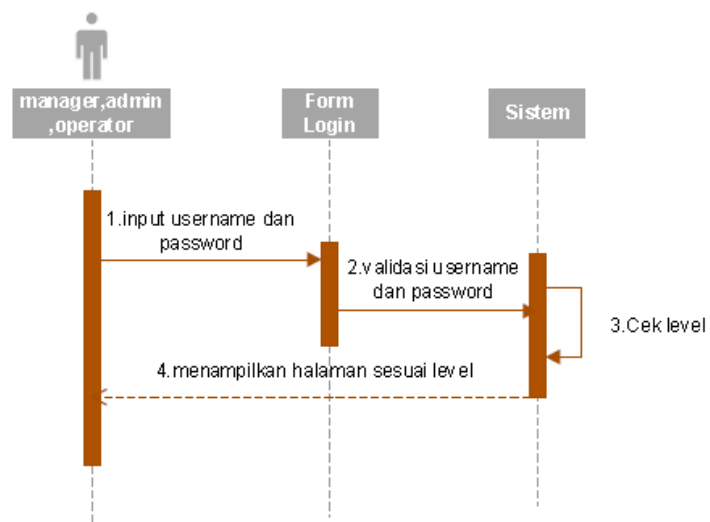 manager,admin
,operator
Form
Login
Sistem
1.input username dan
password
2.validasi username
dan password
3.Cek level
4.menampilkan halaman sesuai level